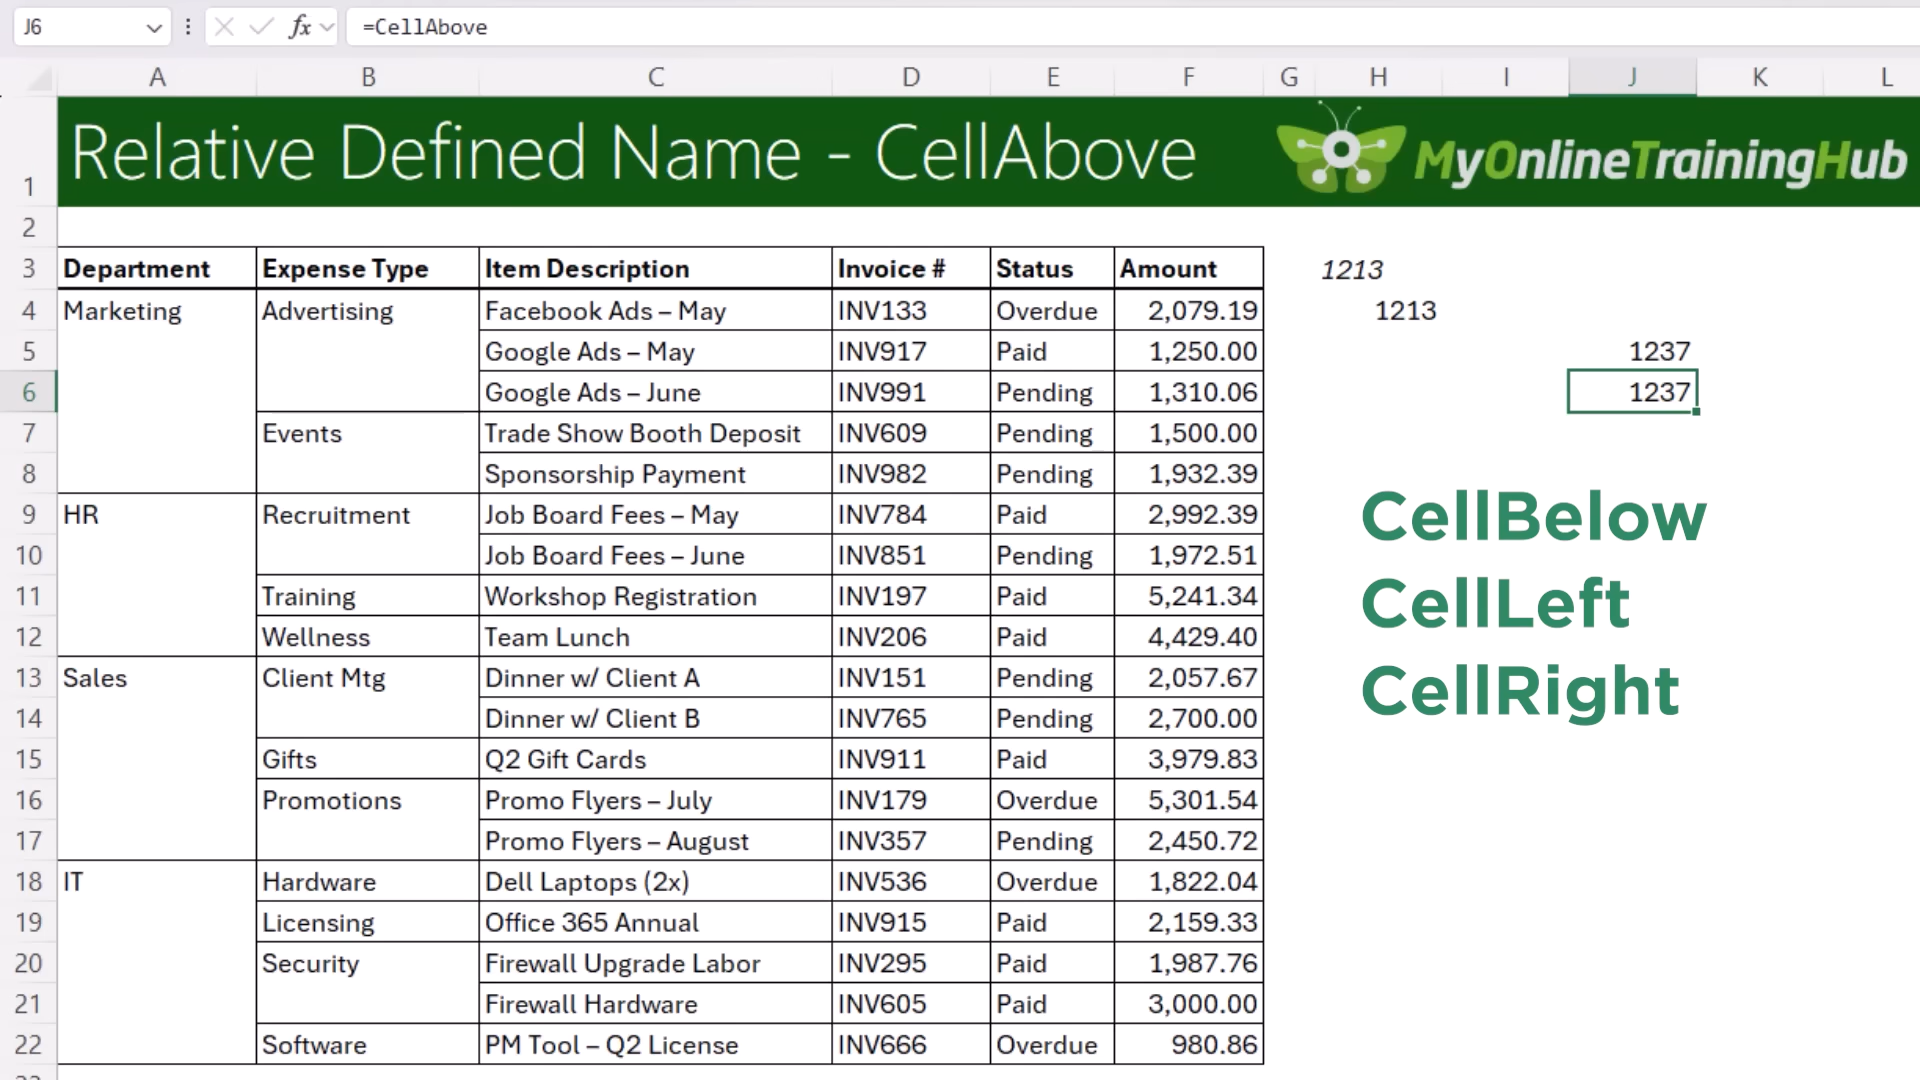 J6 fx =CellAbove
A B C D E F G H I J K L
1 Relative Defined Name - CellAbove MyOnlineTrainingHub
2
3 Department Expense Type Item Description Invoice # Status Amount 1213
4 Marketing Advertising Facebook Ads – May INV133 Overdue 2,079.19 1213
5 Google Ads – May INV917 Paid 1,250.00 1237
6 Google Ads – June INV991 Pending 1,310.06 1237
7 Events Trade Show Booth Deposit INV609 Pending 1,500.00
8 Sponsorship Payment INV982 Pending 1,932.39
9 HR Recruitment Job Board Fees – May INV784 Paid 2,992.39
CellBelow
10 Job Board Fees – June INV851 Pending 1,972.51
11 Training Workshop Registration INV197 Paid 5,241.34
CellLeft
12 Wellness Team Lunch INV206 Paid 4,429.40
13 Sales Client Mtg Dinner w/ Client A INV151 Pending 2,057.67
CellRight
14 Dinner w/ Client B INV765 Pending 2,700.00
15 Gifts Q2 Gift Cards INV911 Paid 3,979.83
16 Promotions Promo Flyers – July INV179 Overdue 5,301.54
17 Promo Flyers – August INV357 Pending 2,450.72
18 IT Hardware Dell Laptops (2x) INV536 Overdue 1,822.04
19 Licensing Office 365 Annual INV915 Paid 2,159.33
20 Security Firewall Upgrade Labor INV295 Paid 1,987.76
21 Firewall Hardware INV605 Paid 3,000.00
22 Software PM Tool – Q2 License INV666 Overdue 980.86